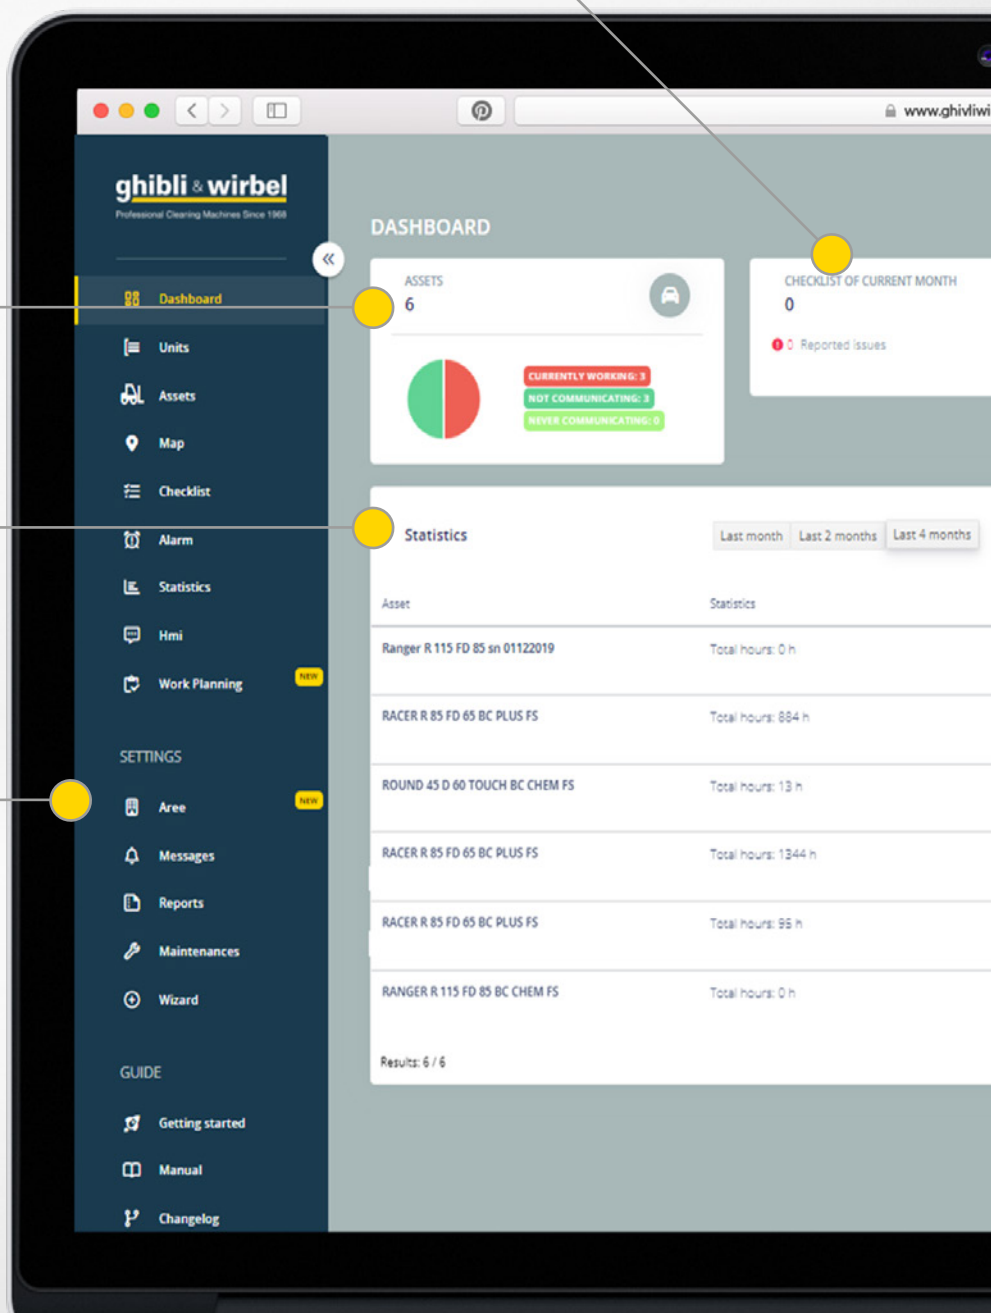 www.ghivliwi
ghibli & wirbel
Professional Cleaning Machines Since 1968
Dashboard
Units
Assets
Map
Checklist
Alarm
Statistics
Hmi
Work Planning
NEW
SETTINGS
Aree
NEW
Messages
Reports
Maintenances
Wizard
GUIDE
Getting started
Manual
Changelog
DASHBOARD
ASSETS
6
CURRENTLY WORKING: 3
NOT COMMUNICATING: 3
NEVER COMMUNICATING: 0
CHECKLIST OF CURRENT MONTH
0
0 Reported issues
Statistics
Last month Last 2 months Last 4 months
Asset Statistics
Ranger R 115 FD 85 sn 01122019 Total hours: 0 h
RACER R 85 FD 65 BC PLUS FS Total hours: 884 h
ROUND 45 D 60 TOUCH BC CHEM FS Total hours: 13 h
RACER R 85 FD 65 BC PLUS FS Total hours: 1344 h
RACER R 85 FD 65 BC PLUS FS Total hours: 95 h
RANGER R 115 FD 85 BC CHEM FS Total hours: 0 h
Results: 6 / 6